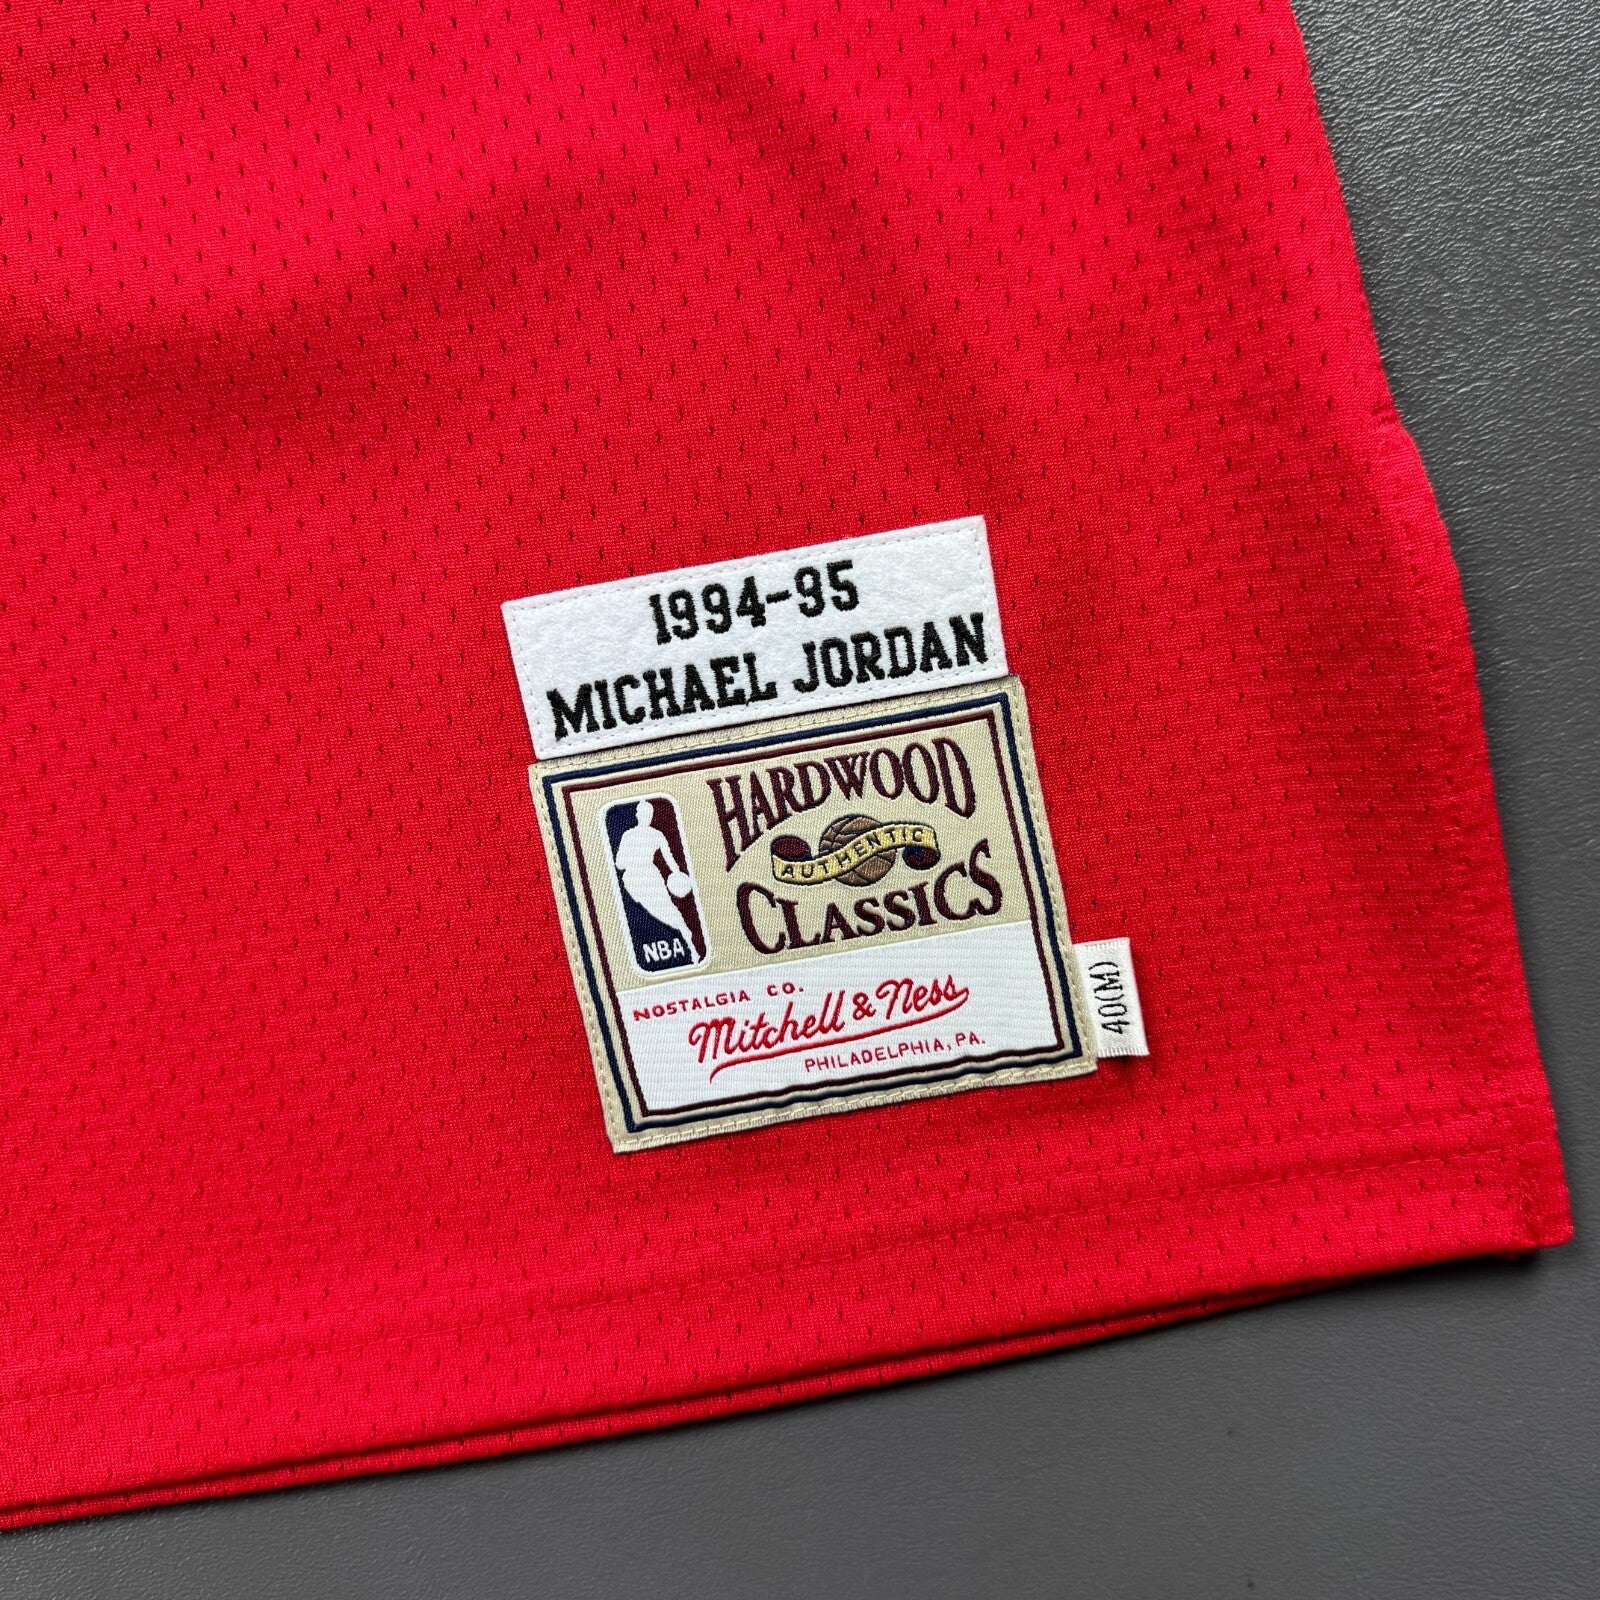 1994-95
MICHAEL JORDAN
HARDWOOD
AUTHENTIC
CLASSICS
NBA
NOSTALGIA CO.
Mitchell & Ness
PHILADELPHIA, PA.
40(M)